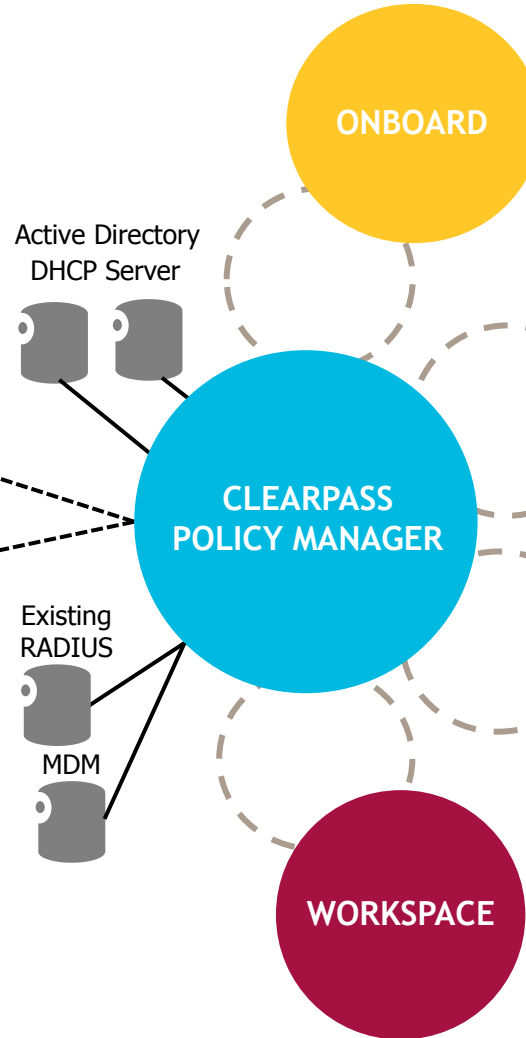 ONBOARD
Active Directory
DHCP Server
CLEARPASS
POLICY MANAGER
Existing
RADIUS
MDM
WORKSPACE